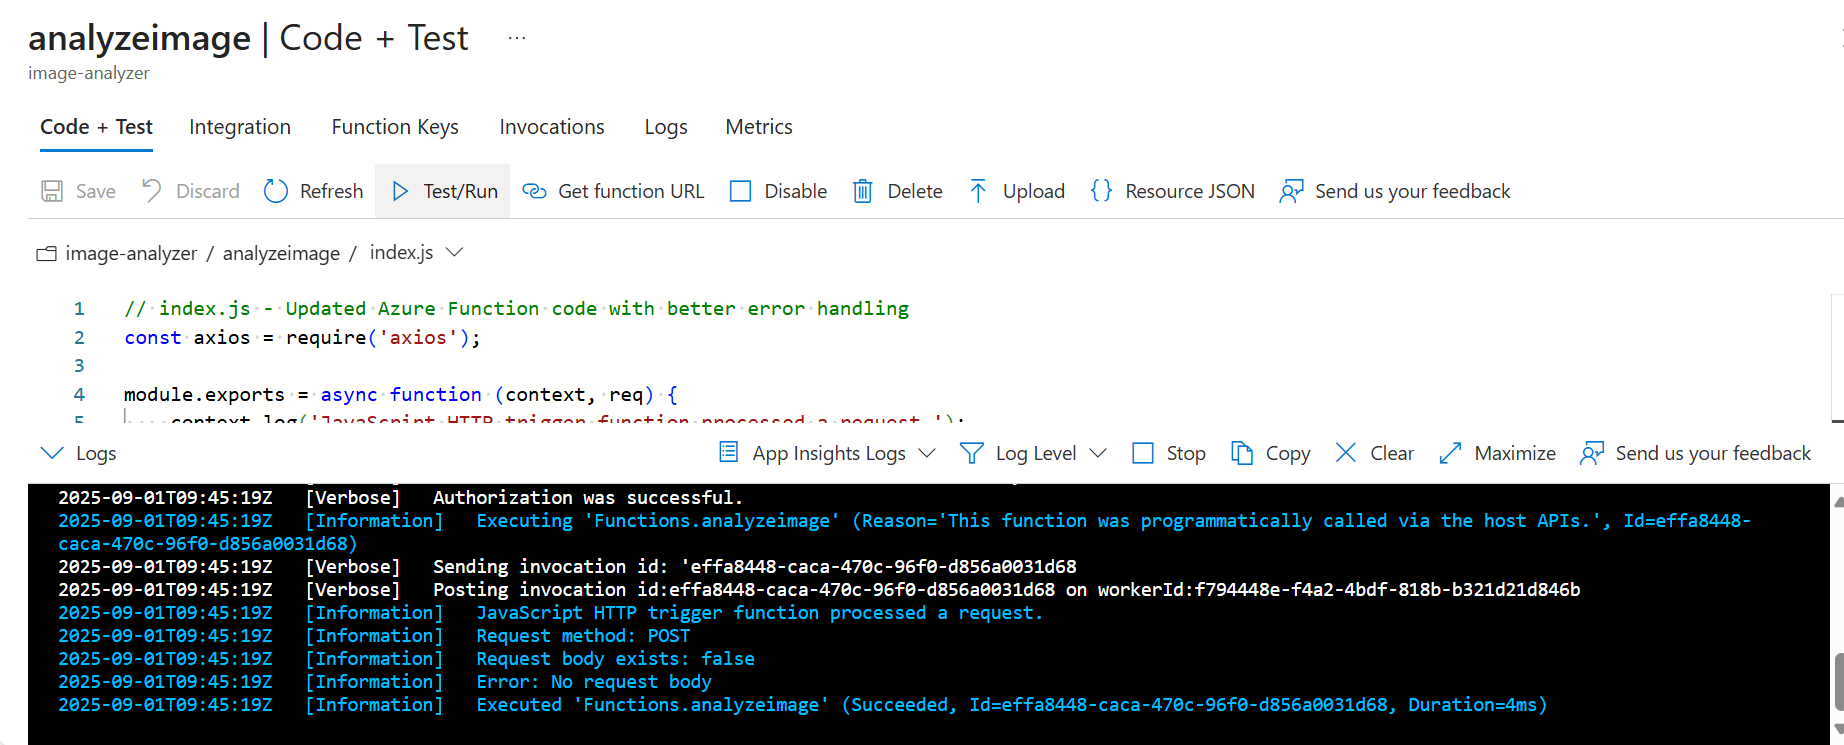 analyzeimage | Code + Test ...
image-analyzer
Code + Test Integration Function Keys Invocations Logs Metrics
Save Discard Refresh Test/Run Get function URL Disable Delete Upload {} Resource JSON Send us your feedback
image-analyzer / analyzeimage / index.js
1 // index.js - Updated Azure Function code with better error handling
2 const axios = require('axios');
3
4 module.exports = async function (context, req) {
5 context.log('JavaScript HTTP trigger function processed a request.');
Logs App Insights Logs Log Level Stop Copy Clear Maximize Send us your feedback
2025-09-01T09:45:19Z [Verbose] Authorization was successful.
2025-09-01T09:45:19Z [Information] Executing 'Functions.analyzeimage' (Reason='This function was programmatically called via the host APIs.', Id=effa8448-
caca-470c-96f0-d856a0031d68)
2025-09-01T09:45:19Z [Verbose] Sending invocation id: 'effa8448-caca-470c-96f0-d856a0031d68
2025-09-01T09:45:19Z [Verbose] Posting invocation id:effa8448-caca-470c-96f0-d856a0031d68 on workerId:f794448e-f4a2-4bdf-818b-b321d21d846b
2025-09-01T09:45:19Z [Information] JavaScript HTTP trigger function processed a request.
2025-09-01T09:45:19Z [Information] Request method: POST
2025-09-01T09:45:19Z [Information] Request body exists: false
2025-09-01T09:45:19Z [Information] Error: No request body
2025-09-01T09:45:19Z [Information] Executed 'Functions.analyzeimage' (Succeeded, Id=effa8448-caca-470c-96f0-d856a0031d68, Duration=4ms)